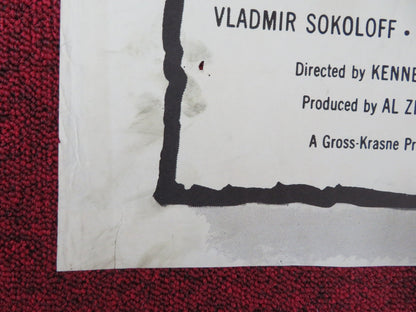 VLADMIR SOKOLOFF •
Directed by KENNE
Produced by AL Z
A Gross-Krasne Pr